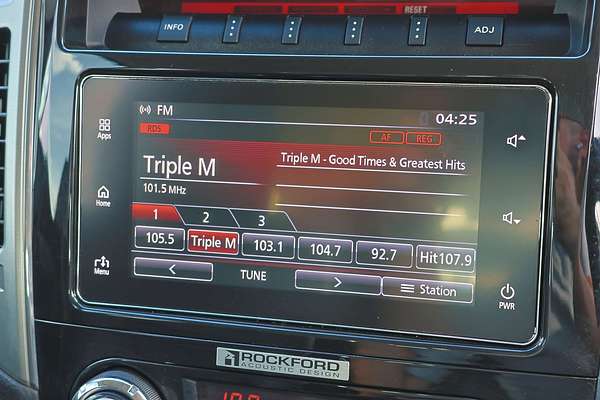 RESET
INFO
ADJ
FM
04:25
RDS
AF REG
Apps
Triple M
Triple M - Good Times & Greatest Hits
101.5 MHz
Home
1 2 3
105.5 Triple M 103.1 104.7 92.7 Hit107.9
Menu
< TUNE > Station
PWR
ROCKFORD
ACOUSTIC DESIGN